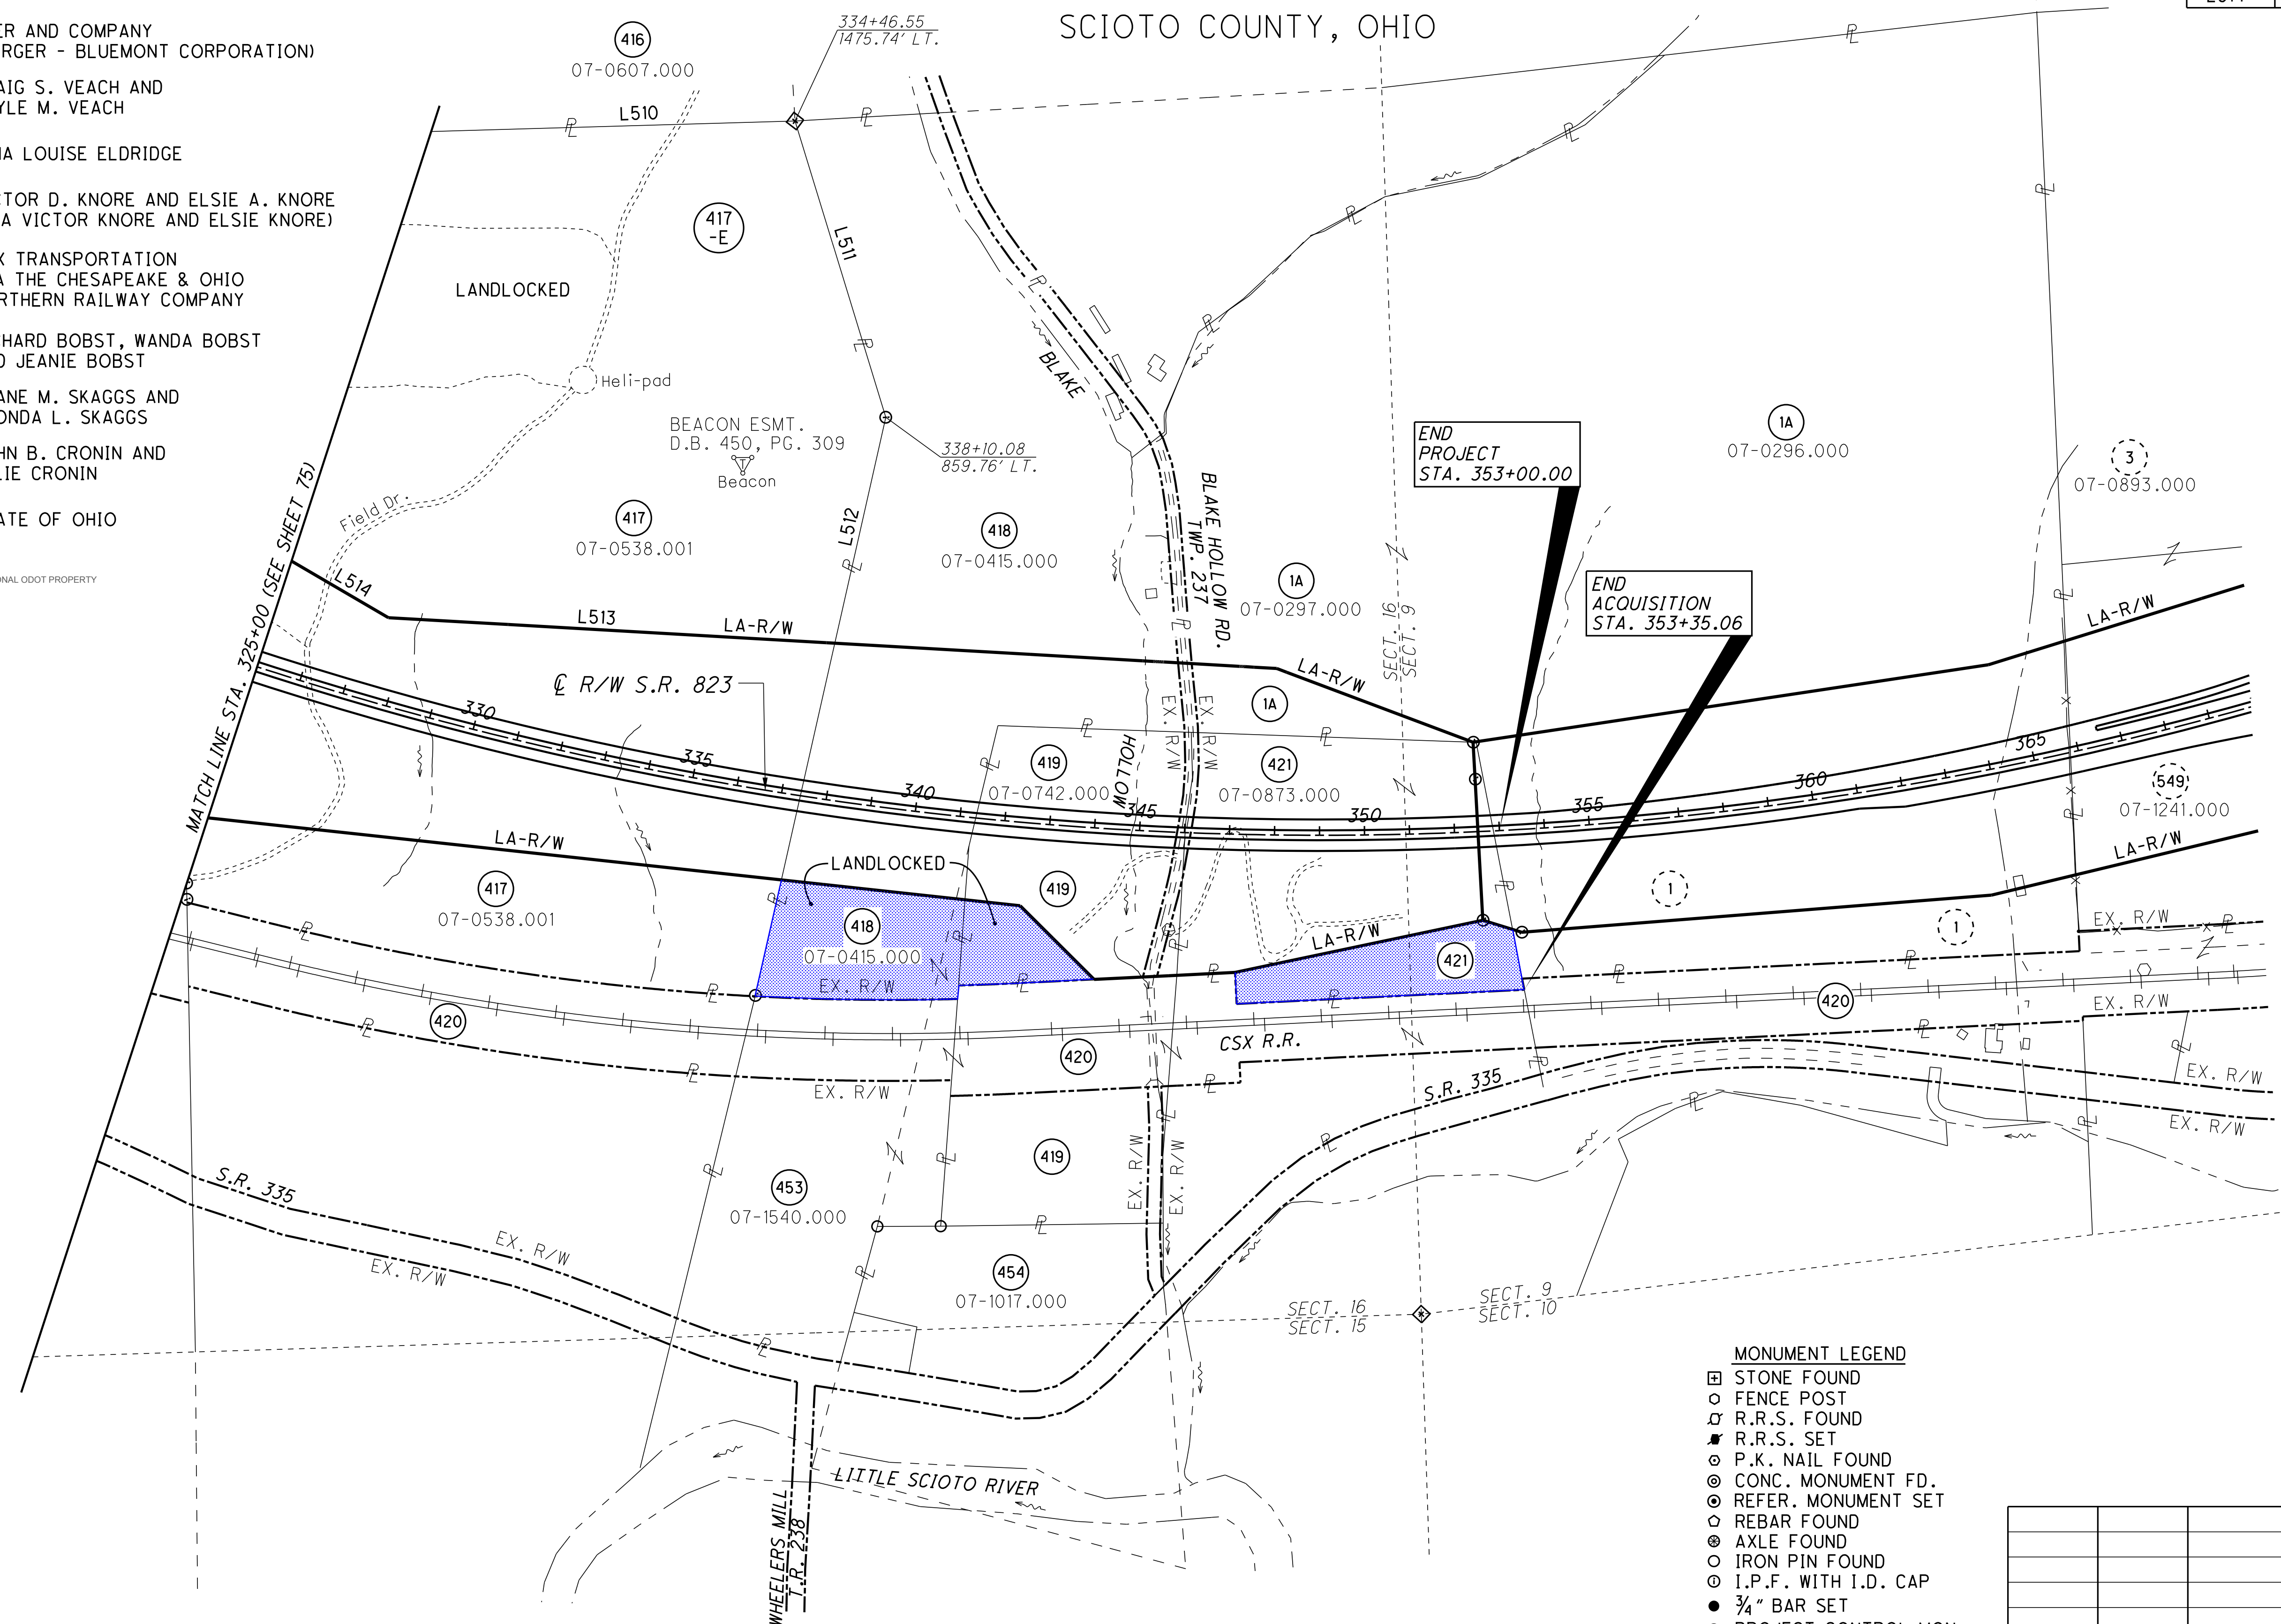 SCIOTO COUNTY, OHIO
ER AND COMPANY
RGER - BLUEMONT CORPORATION)
AIG S. VEACH AND
YLE M. VEACH
A LOUISE ELDRIDGE
CTOR D. KNORE AND ELSIE A. KNORE
A VICTOR KNORE AND ELSIE KNORE)
X TRANSPORTATION
A THE CHESAPEAKE & OHIO
RTHERN RAILWAY COMPANY
CHARD BOBST, WANDA BOBST
D JEANIE BOBST
ANE M. SKAGGS AND
ONDA L. SKAGGS
HN B. CRONIN AND
LIE CRONIN
ATE OF OHIO
ONAL ODOT PROPERTY
416
07-0607.000
334+46.55
1475.74' LT.
L510
417
-E
L511
LANDLOCKED
Heli-pad
BEACON ESMT.
D.B. 450, PG. 309
Beacon
338+10.08
859.76' LT.
BLAKE
Field Dr.
417
07-0538.001
L512
418
07-0415.000
BLAKE HOLLOW RD.
TWP. 237
1A
07-0297.000
END
PROJECT
STA. 353+00.00
1A
07-0296.000
3
07-0893.000
END
ACQUISITION
STA. 353+35.06
SECT. 16
SECT. 9
MATCH LINE STA. 325+00 (SEE SHEET 75)
L514
L513
LA-R/W
LA-R/W
LA-R/W
℄ R/W S.R. 823
330
335
340
345
350
355
360
365
EX. R/W
EX. R/W
1A
HOLLOW
419
07-0742.000
421
07-0873.000
549
07-1241.000
LA-R/W
LA-R/W
LANDLOCKED
417
07-0538.001
418
07-0415.000
EX. R/W
419
LA-R/W
421
1
1
EX. R/W
420
420
420
CSX R.R.
EX. R/W
EX. R/W
S.R. 335
EX. R/W
EX. R/W
S.R. 335
EX. R/W
EX. R/W
453
07-1540.000
419
EX. R/W
EX. R/W
454
07-1017.000
SECT. 16
SECT. 15
SECT. 9
SECT. 10
LITTLE SCIOTO RIVER
WHEELERS MILL
T.R. 238
MONUMENT LEGEND
STONE FOUND
FENCE POST
R.R.S. FOUND
R.R.S. SET
P.K. NAIL FOUND
CONC. MONUMENT FD.
REFER. MONUMENT SET
REBAR FOUND
AXLE FOUND
IRON PIN FOUND
I.P.F. WITH I.D. CAP
3/4" BAR SET